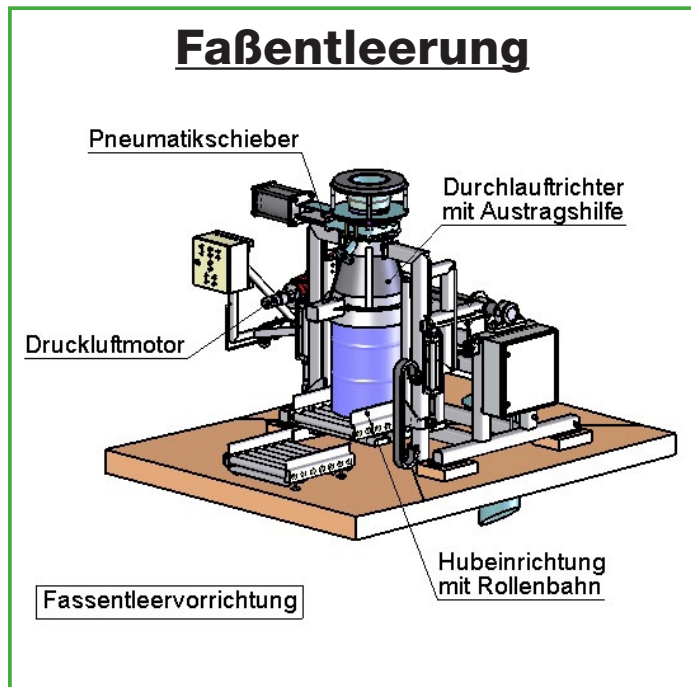 Faßentleerung
Pneumatikschieber
Durchlauftrichter
mit Austragshilfe
Druckluftmotor
Hubeinrichtung
mit Rollenbahn
Fassentleervorrichtung